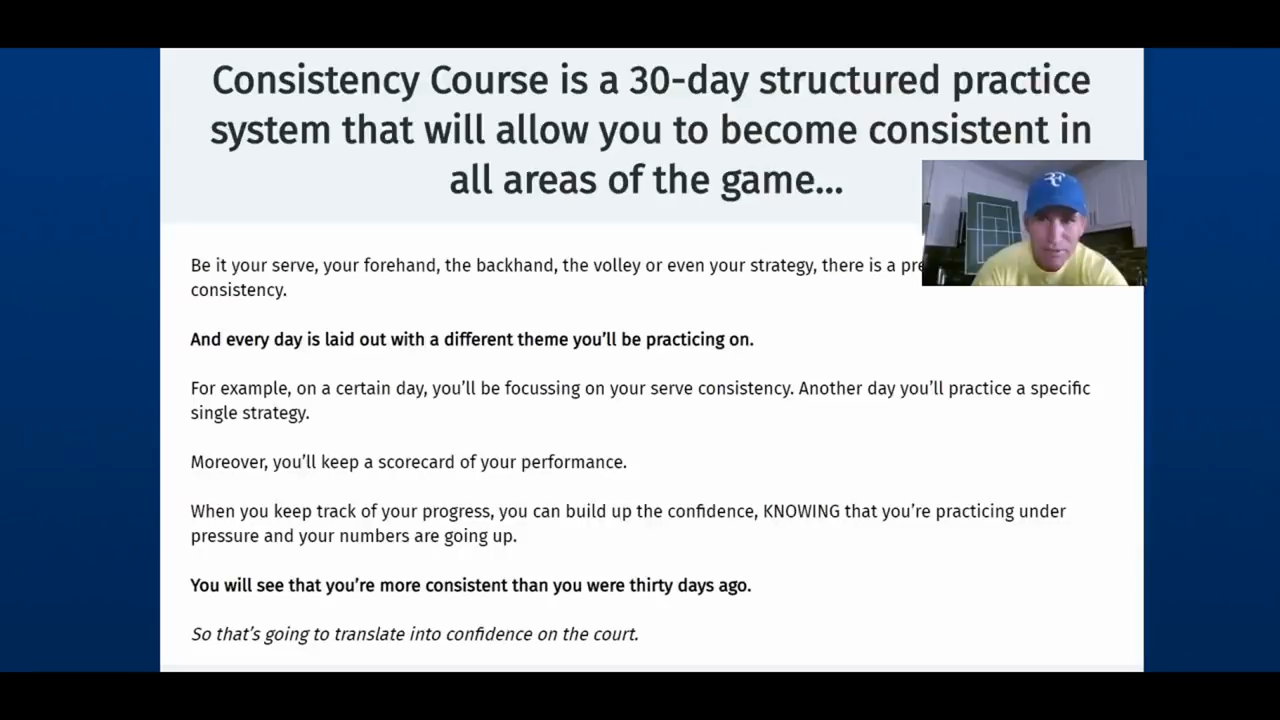 Consistency Course is a 30-day structured practice
system that will allow you to become consistent in
all areas of the game...
Be it your serve, your forehand, the backhand, the volley or even your strategy, there is a pre
consistency.
And every day is laid out with a different theme you'll be practicing on.
For example, on a certain day, you'll be focussing on your serve consistency. Another day you'll practice a specific
single strategy.
Moreover, you'll keep a scorecard of your performance.
When you keep track of your progress, you can build up the confidence, KNOWING that you're practicing under
pressure and your numbers are going up.
You will see that you're more consistent than you were thirty days ago.
So that's going to translate into confidence on the court.